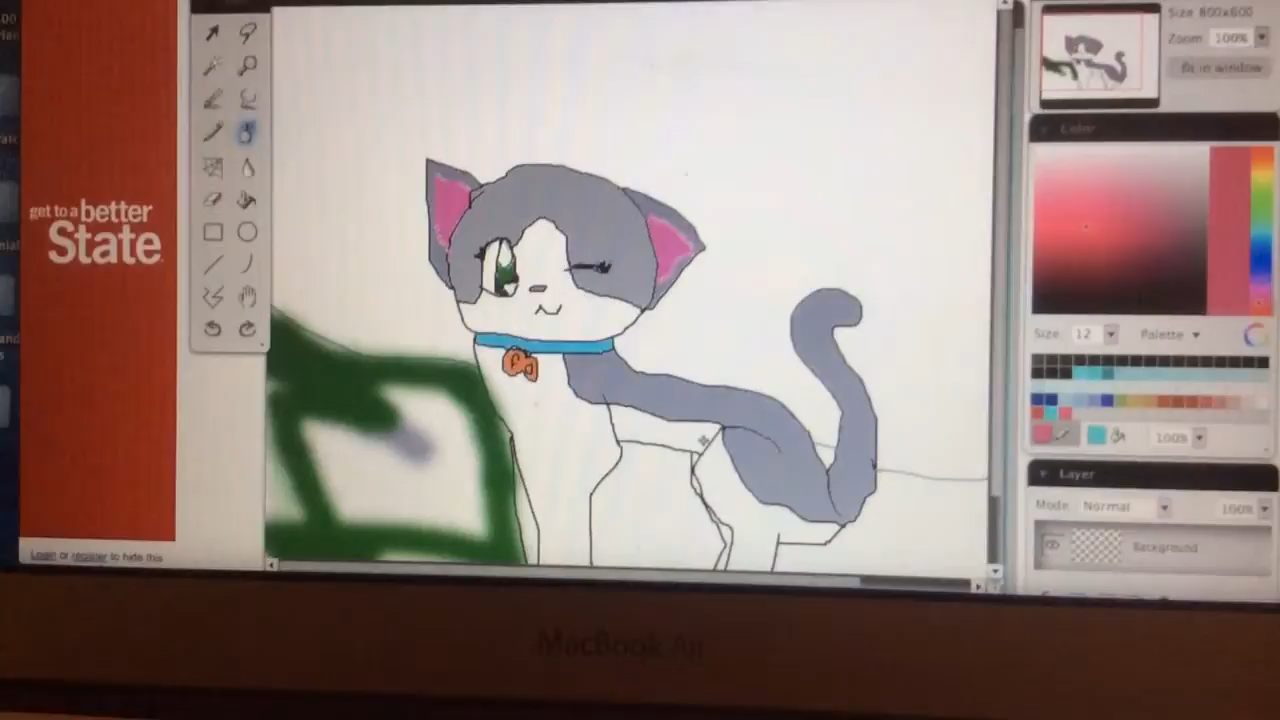 get to a better
State
Login or register to hide this
Size 800x600
Zoom: 100%
fit in window
Color
Size: 12
Palette
100%
Layer
Mode: Normal
100%
Background
MacBook Air